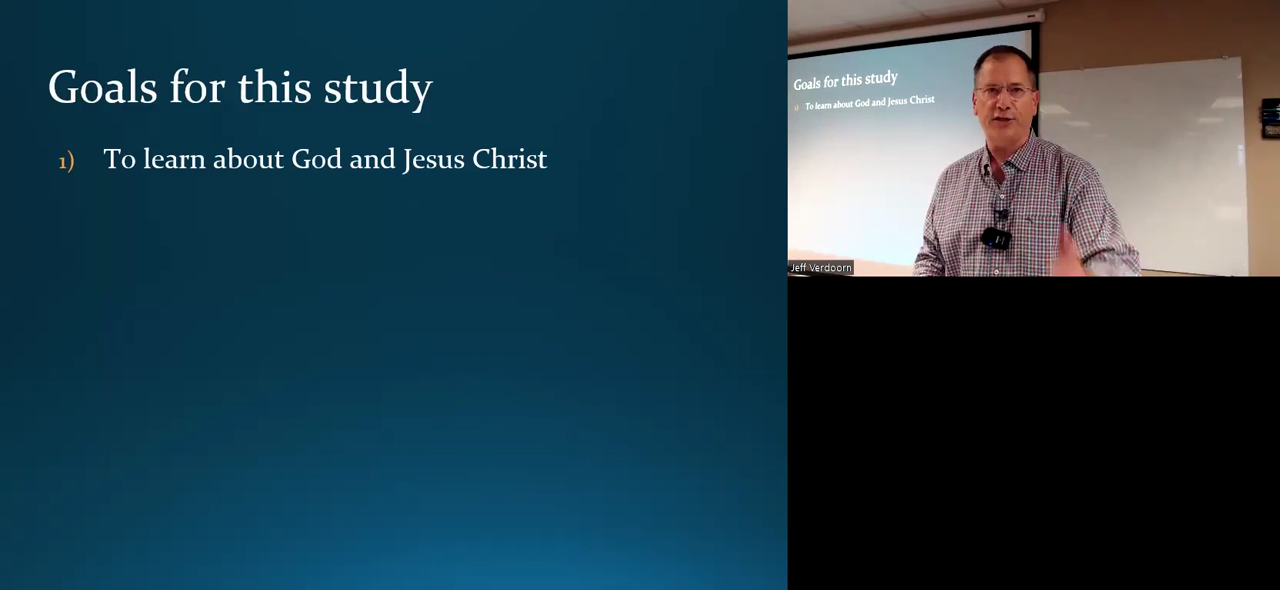 Goals for this study
1) To learn about God and Jesus Christ
Goals for this study
1) To learn about God and Jesus Christ
Jeff Verdoorn